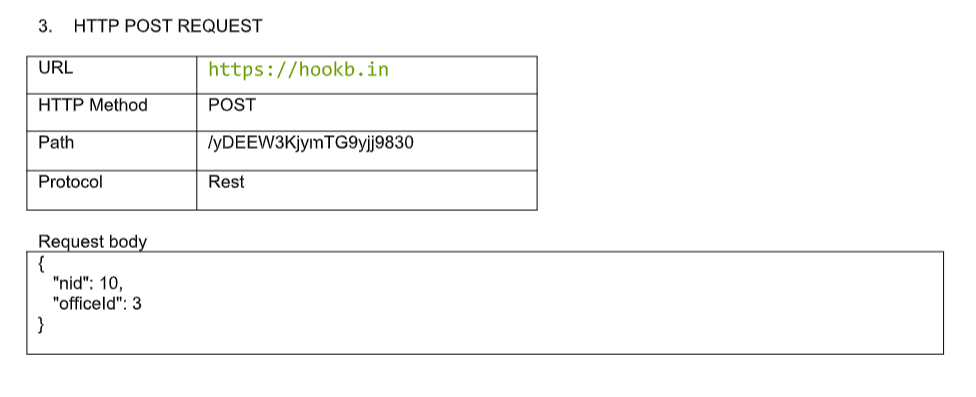 3. HTTP POST REQUEST
URL https://hookb.in
HTTP Method POST
Path /yDEEW3KjymTG9yjj9830
Protocol Rest
Request body
{
"nid": 10,
"officeId": 3
}